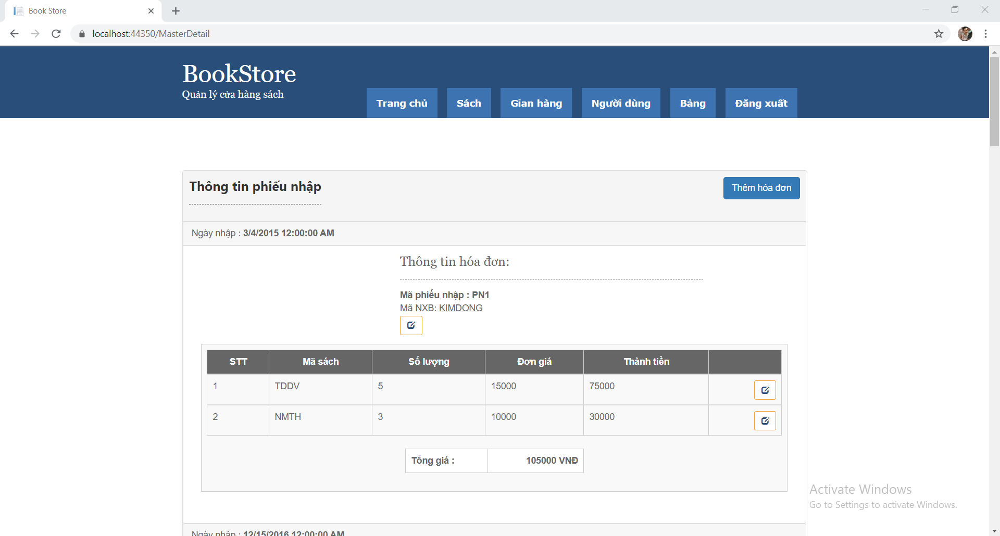 Book Store
localhost:44350/MasterDetail
BookStore
Quản lý cửa hàng sách
Trang chủ Sách Gian hàng Người dùng Bảng Đăng xuất
Thông tin phiếu nhập
Thêm hóa đơn
Ngày nhập : 3/4/2015 12:00:00 AM
Thông tin hóa đơn:
Mã phiếu nhập : PN1
Mã NXB: KIMDONG
STT Mã sách Số lượng Đơn giá Thành tiền
1 TDDV 5 15000 75000
2 NMTH 3 10000 30000
Tổng giá : 105000 VNĐ
Activate Windows
Go to Settings to activate Windows.
Ngày nhập : 12/15/2016 12:00:00 AM